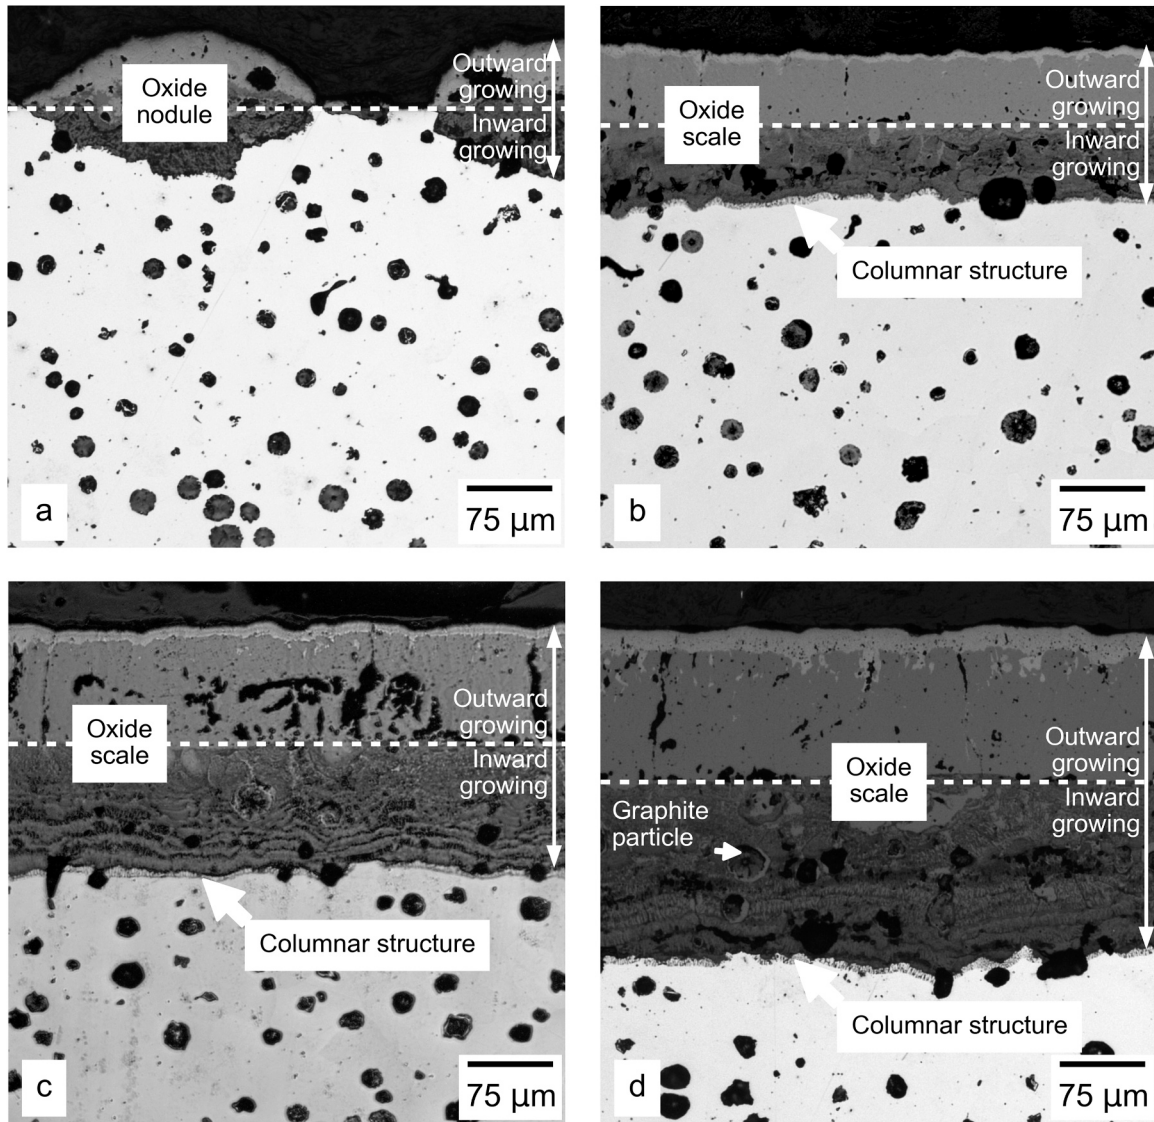 Oxide
nodule
Outward
growing
Inward
growing
a
75 µm
Oxide
scale
Outward
growing
Inward
growing
Columnar structure
b
75 µm
Oxide
scale
Outward
growing
Inward
growing
Columnar structure
c
75 µm
Oxide
scale
Outward
growing
Inward
growing
Graphite
particle
Columnar structure
d
75 µm